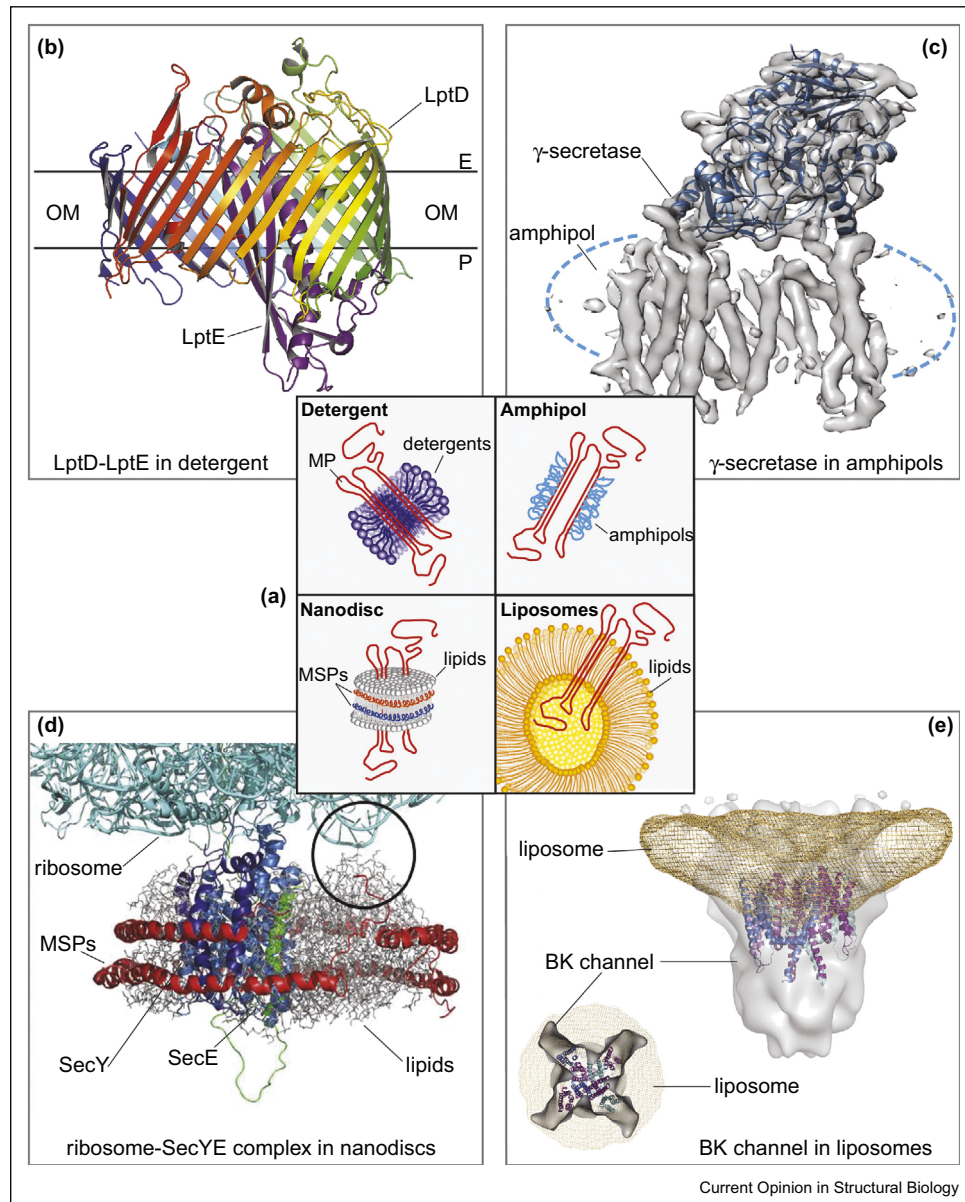 (b)
LptD
E
OM
OM
P
LptE
LptD-LptE in detergent
(c)
γ-secretase
amphipol
γ-secretase in amphipols
(a)
Detergent
MP
detergents
Amphipol
amphipols
Nanodisc
lipids
MSPs
Liposomes
lipids
(d)
ribosome
MSPs
SecY
SecE
lipids
ribosome-SecYE complex in nanodiscs
(e)
liposome
BK channel
liposome
BK channel in liposomes
Current Opinion in Structural Biology